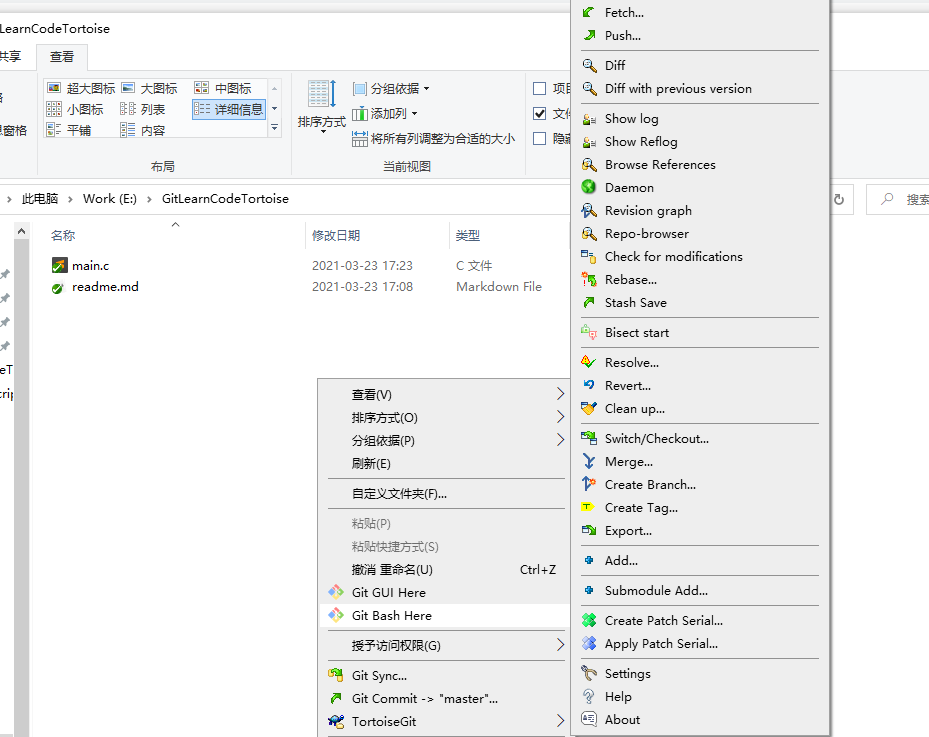 LearnCodeTortoise
共享
查看
超大图标
大图标
中图标
小图标
列表
详细信息
平铺
内容
窗格
布局
排序方式
分组依据
添加列
将所有列调整为合适的大小
当前视图
此电脑 > Work (E:) > GitLearnCodeTortoise
搜索
名称
修改日期
类型
main.c
2021-03-23 17:23
C 文件
readme.md
2021-03-23 17:08
Markdown File
查看(V)
排序方式(O)
分组依据(P)
刷新(E)
自定义文件夹(F)...
粘贴(P)
粘贴快捷方式(S)
撤消 重命名(U) Ctrl+Z
Git GUI Here
Git Bash Here
授予访问权限(G)
Git Sync...
Git Commit -> "master"...
TortoiseGit
Fetch...
Push...
Diff
Diff with previous version
Show log
Show Reflog
Browse References
Daemon
Revision graph
Repo-browser
Check for modifications
Rebase...
Stash Save
Bisect start
Resolve...
Revert...
Clean up...
Switch/Checkout...
Merge...
Create Branch...
Create Tag...
Export...
Add...
Submodule Add...
Create Patch Serial...
Apply Patch Serial...
Settings
Help
About